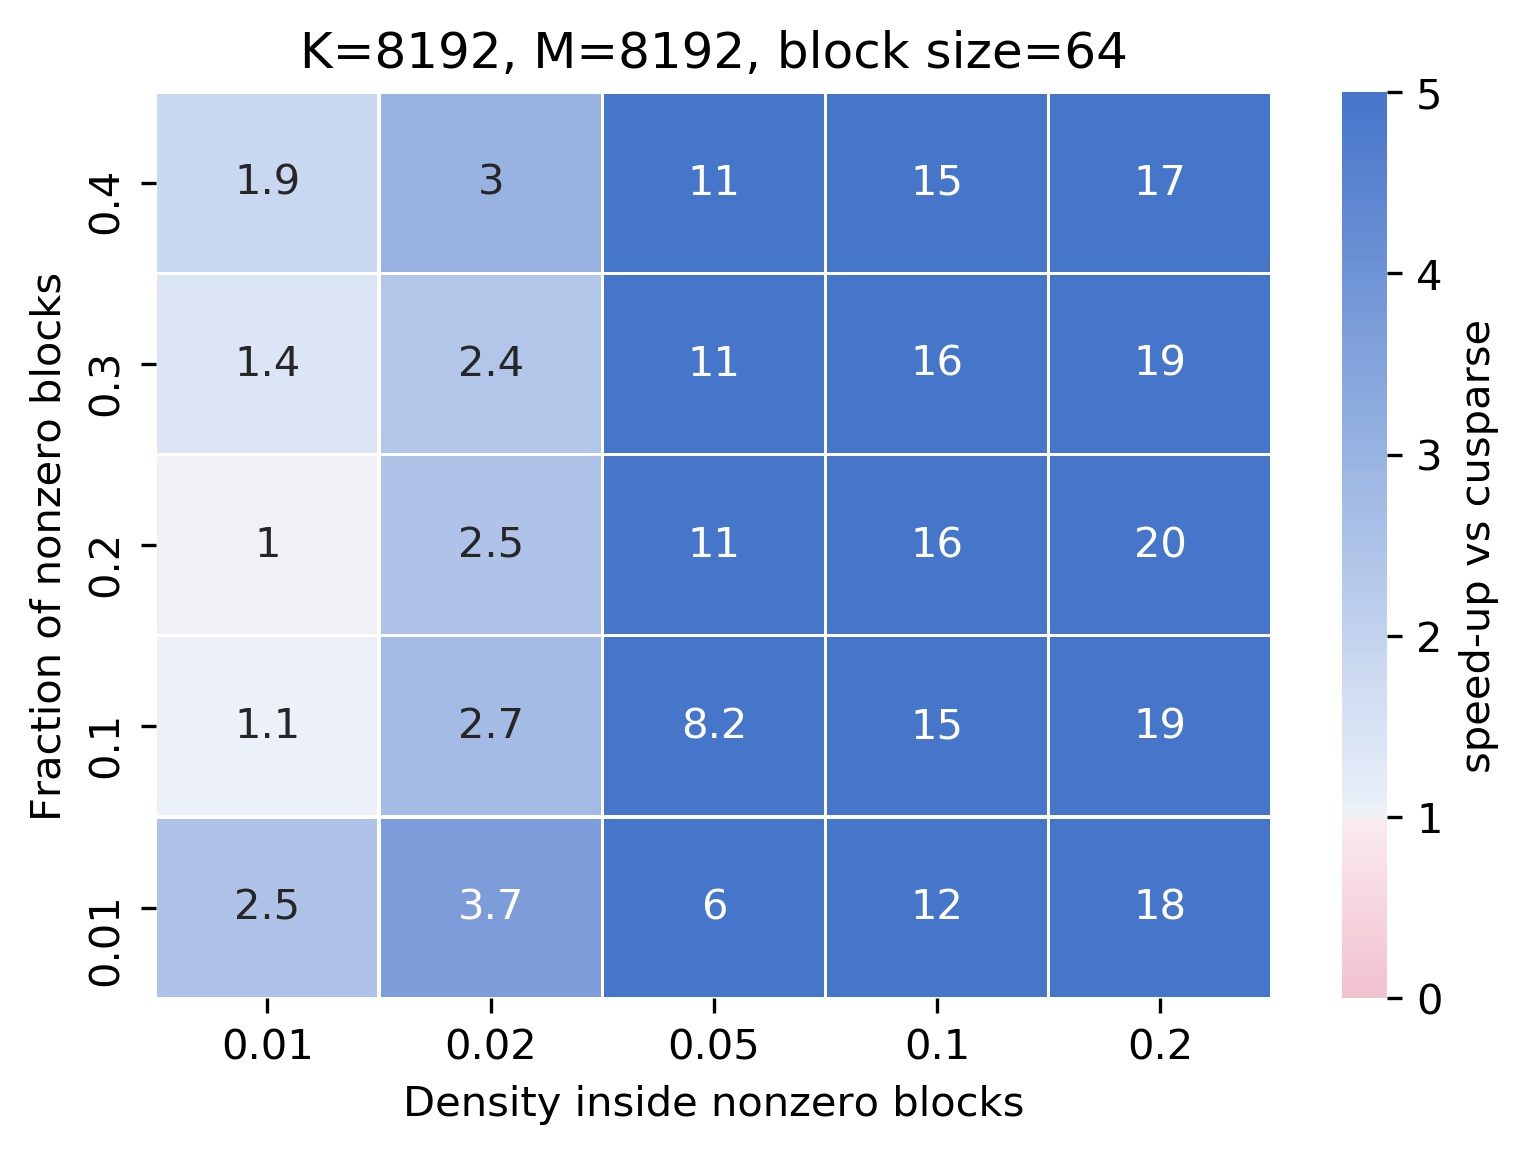 K=8192, M=8192, block size=64
Fraction of nonzero blocks
0.4
1.9 3 11 15 17
0.3
1.4 2.4 11 16 19
0.2
1 2.5 11 16 20
0.1
1.1 2.7 8.2 15 19
0.01
2.5 3.7 6 12 18
0.01 0.02 0.05 0.1 0.2
Density inside nonzero blocks
5
4
3
2
1
0
speed-up vs cusparse